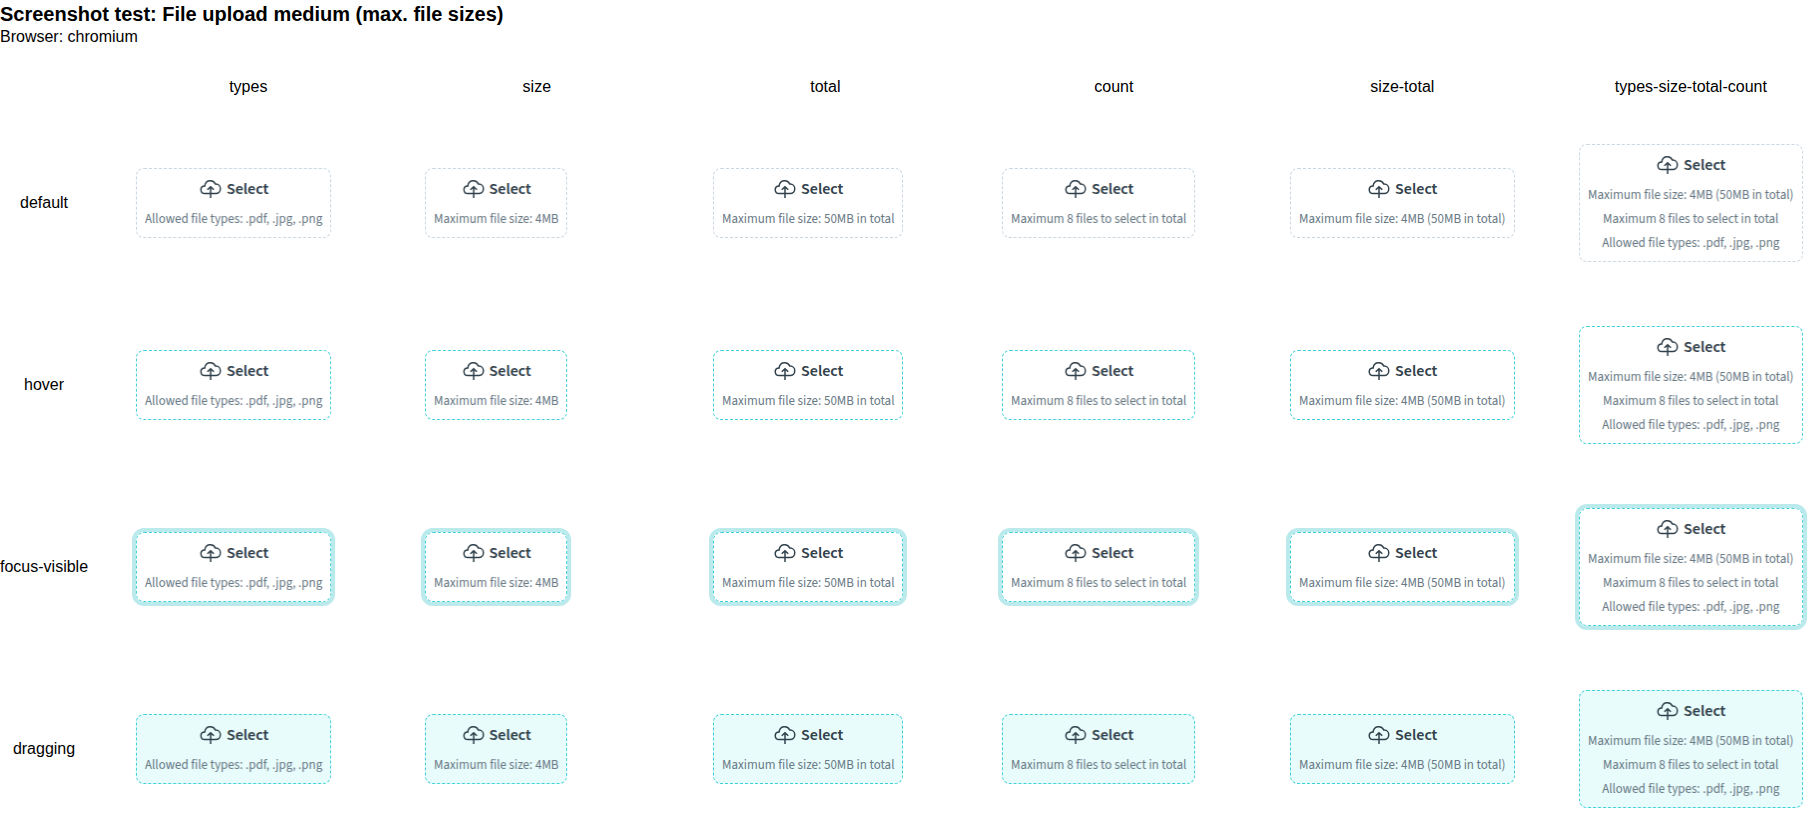 Screenshot test: File upload medium (max. file sizes)
Browser: chromium
types size total count size-total types-size-total-count
default
Select
Allowed file types: .pdf, .jpg, .png
Select
Maximum file size: 4MB
Select
Maximum file size: 50MB in total
Select
Maximum 8 files to select in total
Select
Maximum file size: 4MB (50MB in total)
Select
Maximum file size: 4MB (50MB in total)
Maximum 8 files to select in total
Allowed file types: .pdf, .jpg, .png
hover
Select
Allowed file types: .pdf, .jpg, .png
Select
Maximum file size: 4MB
Select
Maximum file size: 50MB in total
Select
Maximum 8 files to select in total
Select
Maximum file size: 4MB (50MB in total)
Select
Maximum file size: 4MB (50MB in total)
Maximum 8 files to select in total
Allowed file types: .pdf, .jpg, .png
focus-visible
Select
Allowed file types: .pdf, .jpg, .png
Select
Maximum file size: 4MB
Select
Maximum file size: 50MB in total
Select
Maximum 8 files to select in total
Select
Maximum file size: 4MB (50MB in total)
Select
Maximum file size: 4MB (50MB in total)
Maximum 8 files to select in total
Allowed file types: .pdf, .jpg, .png
dragging
Select
Allowed file types: .pdf, .jpg, .png
Select
Maximum file size: 4MB
Select
Maximum file size: 50MB in total
Select
Maximum 8 files to select in total
Select
Maximum file size: 4MB (50MB in total)
Select
Maximum file size: 4MB (50MB in total)
Maximum 8 files to select in total
Allowed file types: .pdf, .jpg, .png